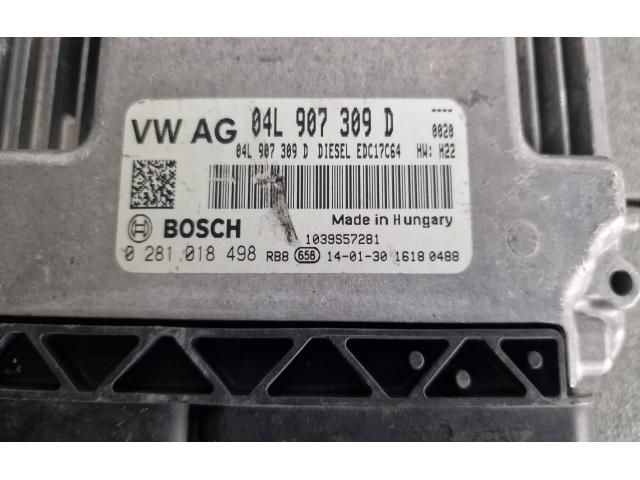 VW AG 04L 907 309 D ---- 0020
04L 907 309 D DIESEL EDC17C64 HW: H22
BOSCH Made in Hungary
1039S57281
0 281 018 498 RB8 658 14-01-30 1618 0488